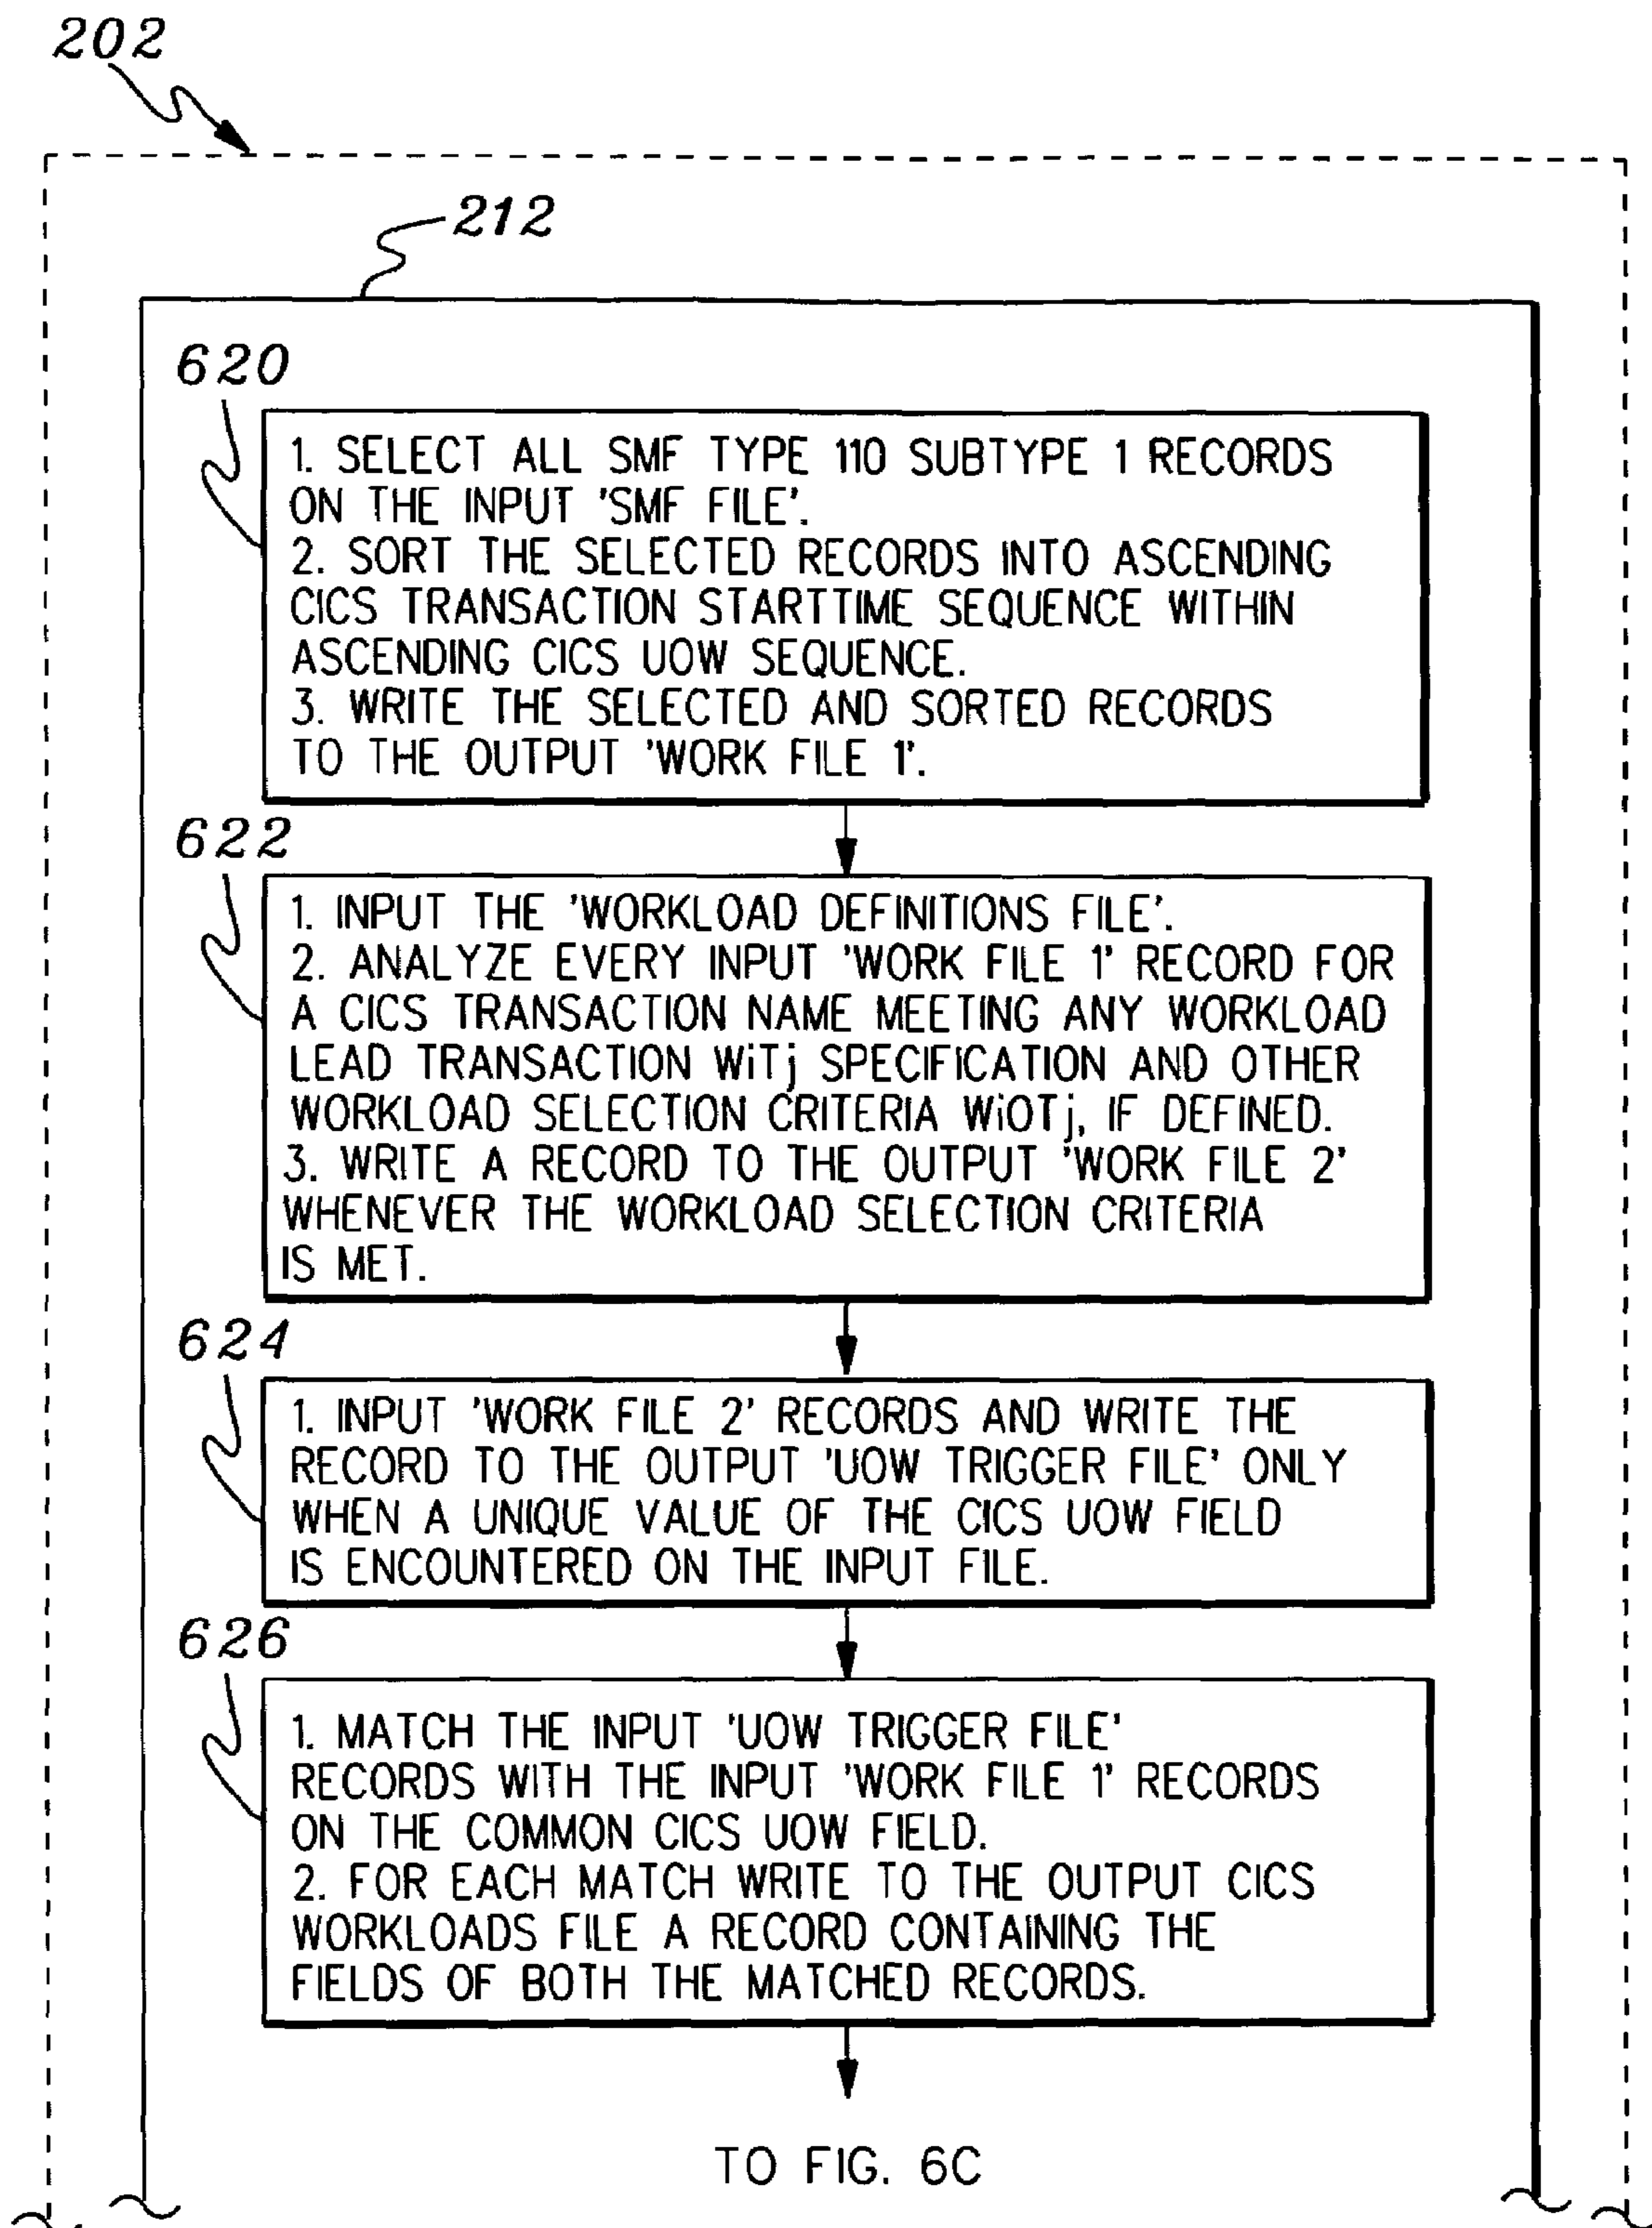 202
212
620
1. SELECT ALL SMF TYPE 110 SUBTYPE 1 RECORDS
ON THE INPUT 'SMF FILE'.
2. SORT THE SELECTED RECORDS INTO ASCENDING
CICS TRANSACTION STARTTIME SEQUENCE WITHIN
ASCENDING CICS UOW SEQUENCE.
3. WRITE THE SELECTED AND SORTED RECORDS
TO THE OUTPUT 'WORK FILE 1'.
622
1. INPUT THE 'WORKLOAD DEFINITIONS FILE'.
2. ANALYZE EVERY INPUT 'WORK FILE 1' RECORD FOR
A CICS TRANSACTION NAME MEETING ANY WORKLOAD
LEAD TRANSACTION WiTj SPECIFICATION AND OTHER
WORKLOAD SELECTION CRITERIA WiOTj, IF DEFINED.
3. WRITE A RECORD TO THE OUTPUT 'WORK FILE 2'
WHENEVER THE WORKLOAD SELECTION CRITERIA
IS MET.
624
1. INPUT 'WORK FILE 2' RECORDS AND WRITE THE
RECORD TO THE OUTPUT 'UOW TRIGGER FILE' ONLY
WHEN A UNIQUE VALUE OF THE CICS UOW FIELD
IS ENCOUNTERED ON THE INPUT FILE.
626
1. MATCH THE INPUT 'UOW TRIGGER FILE'
RECORDS WITH THE INPUT 'WORK FILE 1' RECORDS
ON THE COMMON CICS UOW FIELD.
2. FOR EACH MATCH WRITE TO THE OUTPUT CICS
WORKLOADS FILE A RECORD CONTAINING THE
FIELDS OF BOTH THE MATCHED RECORDS.
TO FIG. 6C